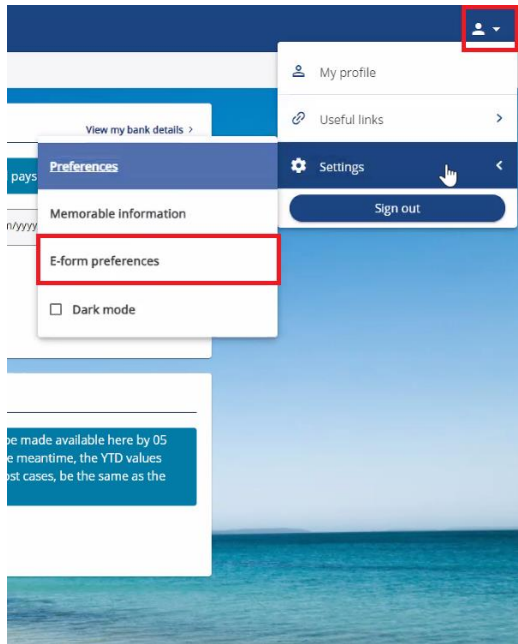 My profile
Useful links
View my bank details >
Settings
Preferences
pays
Sign out
Memorable information
m/yyyy
E-form preferences
Dark mode
be made available here by 05
e meantime, the YTD values
ost cases, be the same as the